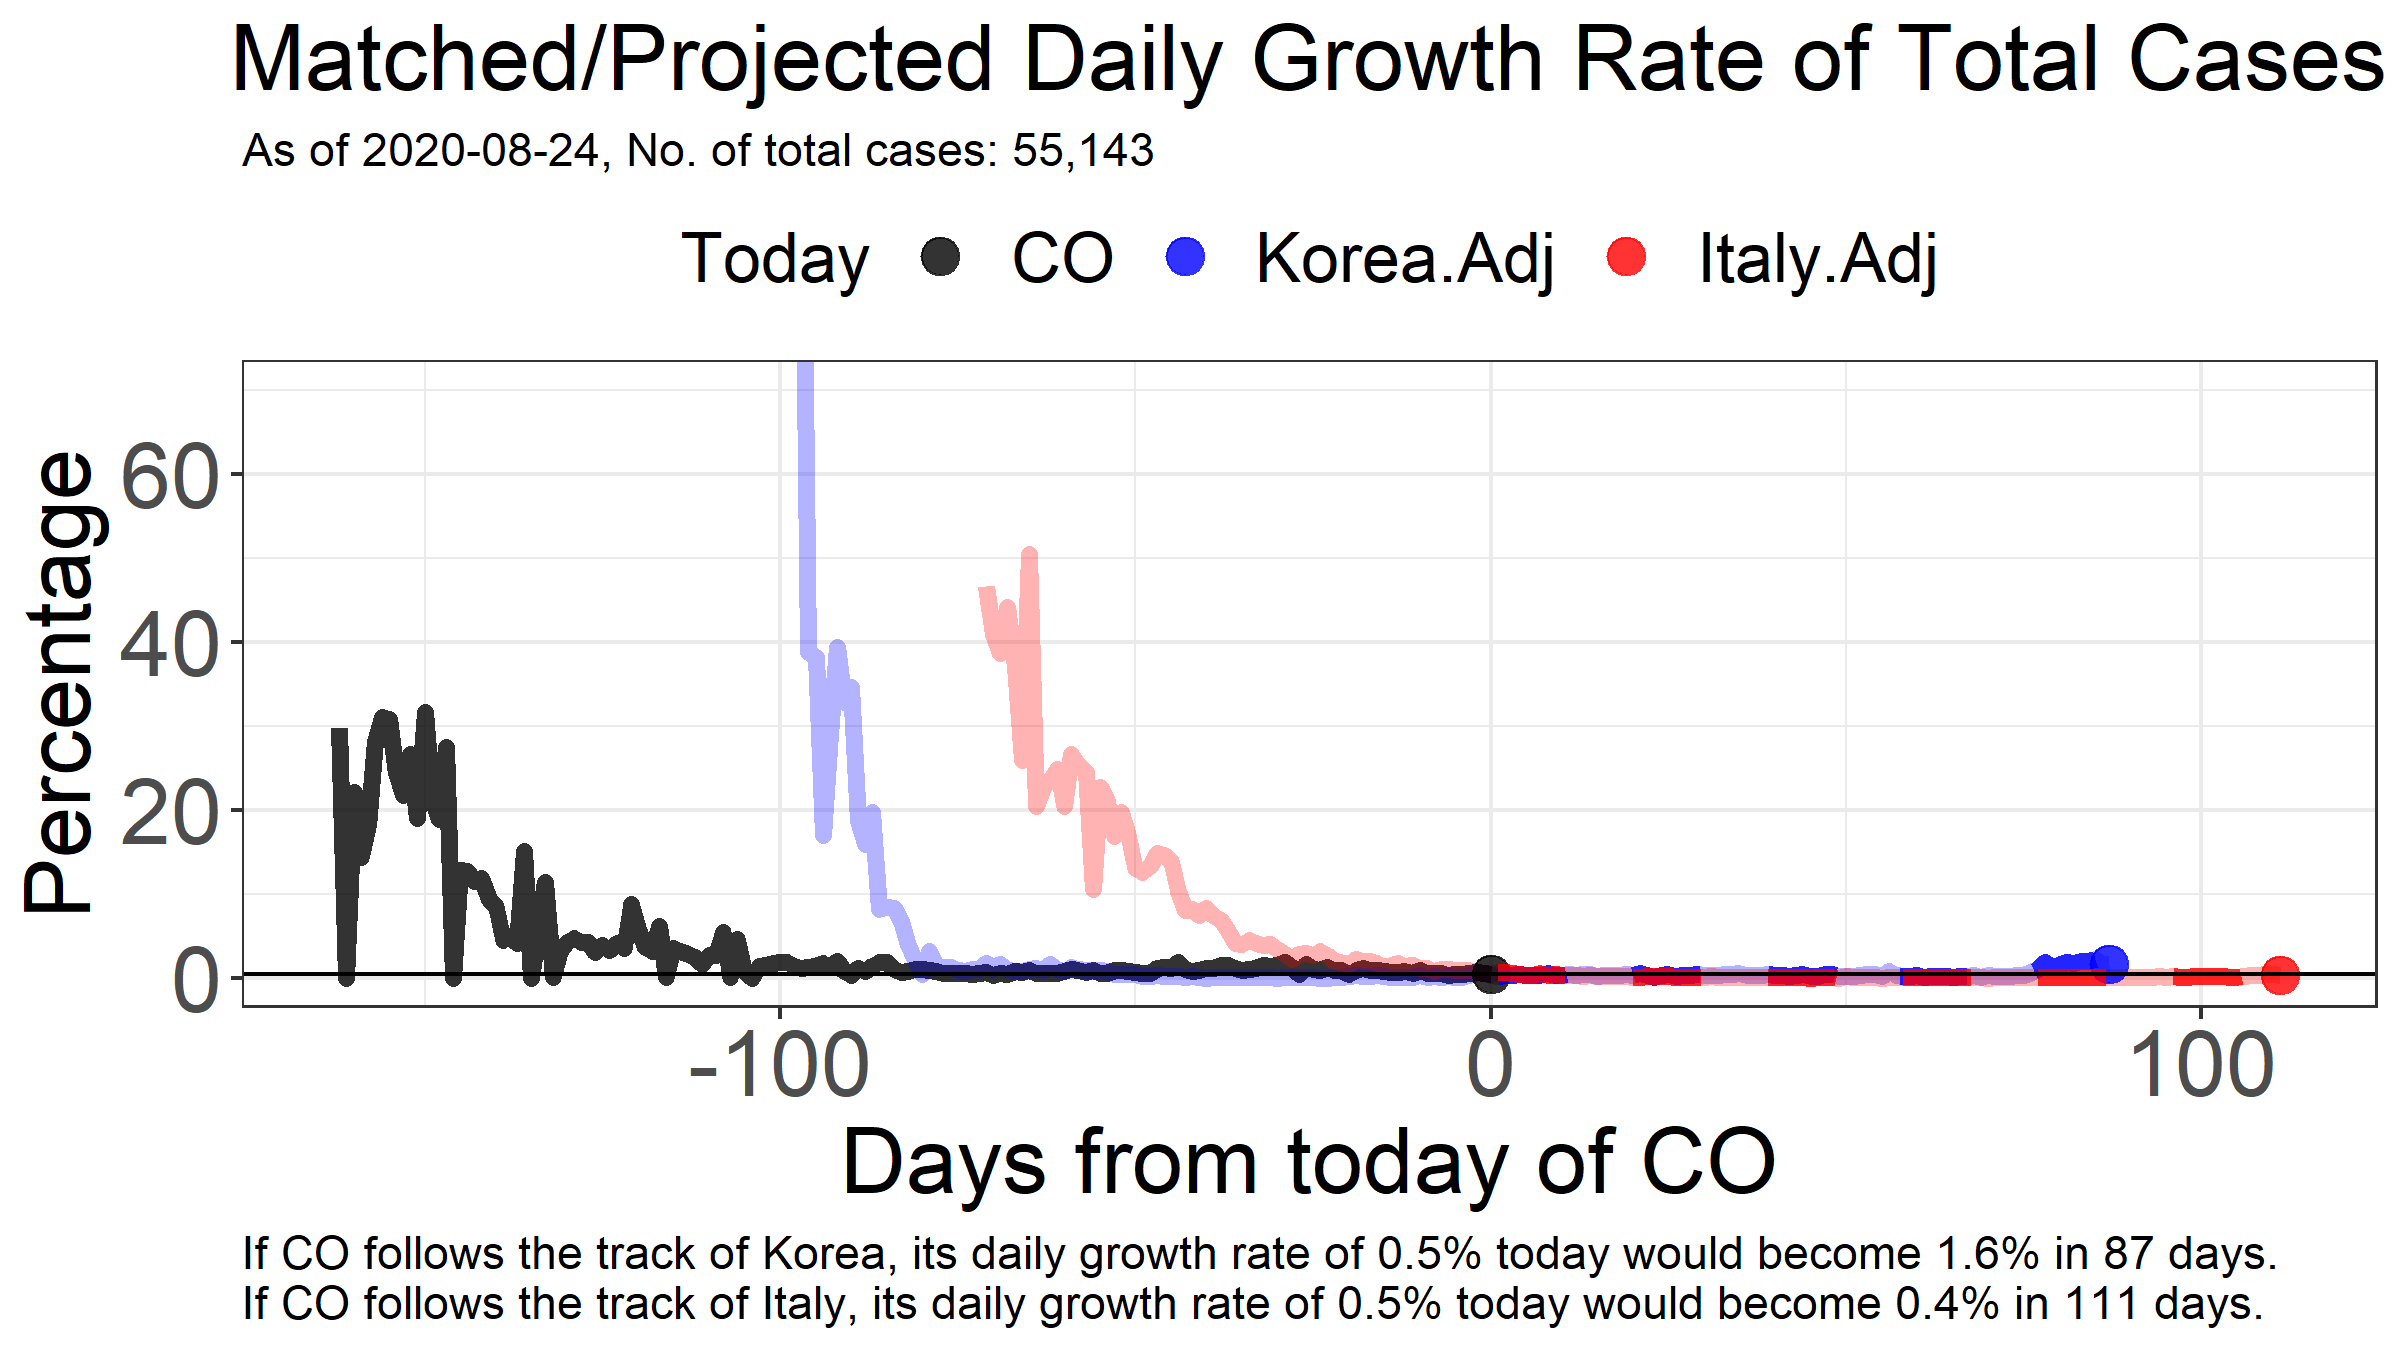 Matched/Projected Daily Growth Rate of Total Cases
As of 2020-08-24, No. of total cases: 55,143
Today CO Korea.Adj Italy.Adj
Percentage
60
40
20
0
-100 0 100
Days from today of CO
If CO follows the track of Korea, its daily growth rate of 0.5% today would become 1.6% in 87 days.
If CO follows the track of Italy, its daily growth rate of 0.5% today would become 0.4% in 111 days.